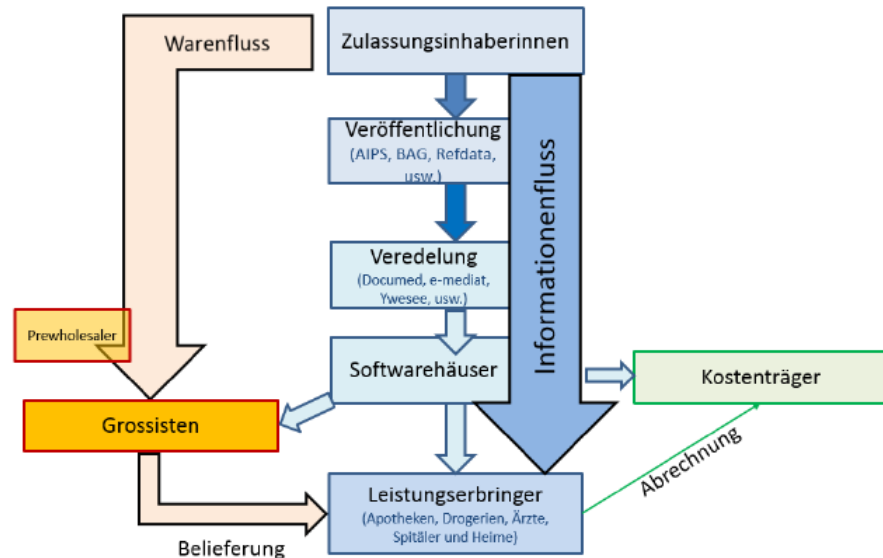 Warenfluss
Zulassungsinhaberinnen
Veröffentlichung
(AIPS, BAG, Refdata,
usw.)
Veredelung
(Documed, e-mediat,
Ywesee, usw.)
Informationenfluss
Prewholesaler
Softwarehäuser
Kostenträger
Grossisten
Abrechnung
Leistungserbringer
(Apotheken, Drogerien, Ärzte,
Spitäler und Heime)
Belieferung